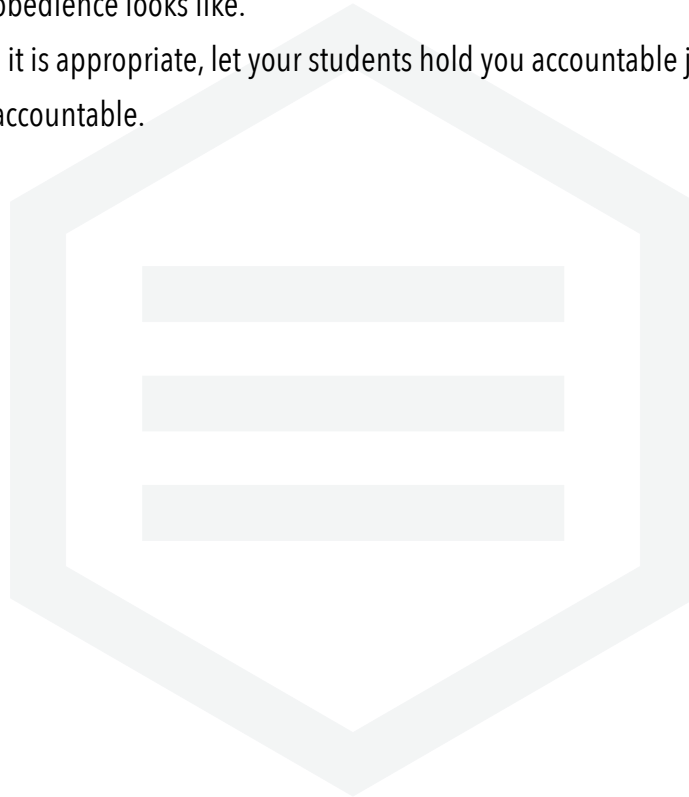 obedience looks like.
it is appropriate, let your students hold you accountable
accountable.